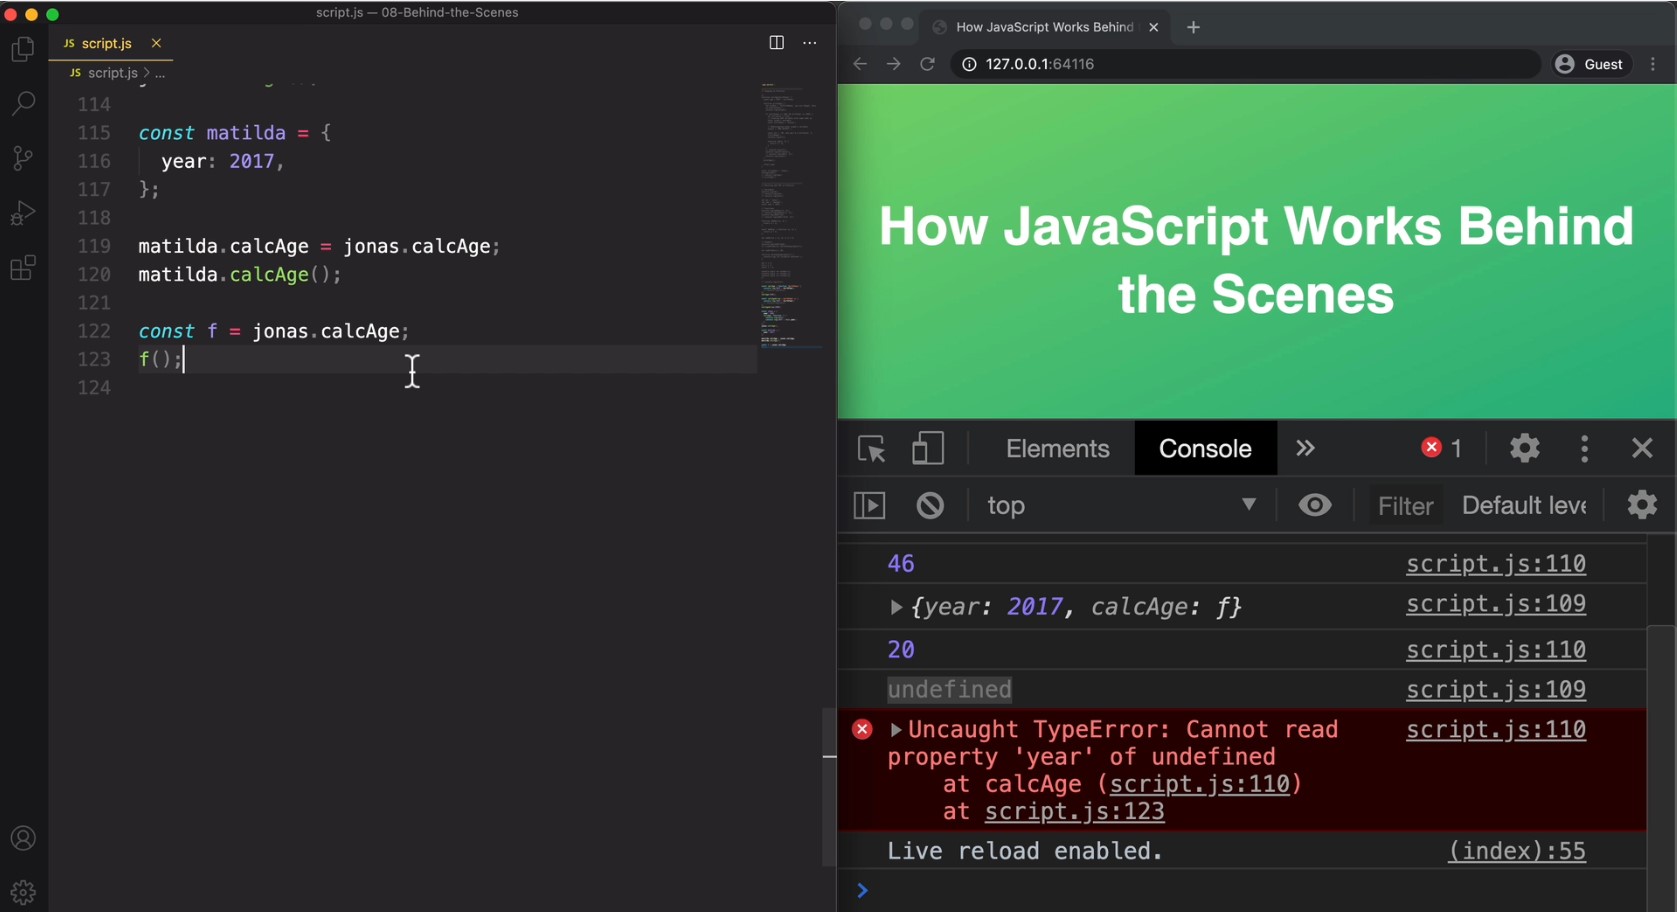 script.js — 08-Behind-the-Scenes
JS script.js
JS script.js > ...
114
115 const matilda = {
116 year: 2017,
117 };
118
119 matilda.calcAge = jonas.calcAge;
120 matilda.calcAge();
121
122 const f = jonas.calcAge;
123 f();
124
How JavaScript Works Behind
127.0.0.1:64116
Guest
How JavaScript Works Behind
the Scenes
Elements Console 1
top Filter Default leve
46 script.js:110
{year: 2017, calcAge: ƒ} script.js:109
20 script.js:110
undefined script.js:109
Uncaught TypeError: Cannot read script.js:110
property 'year' of undefined
at calcAge (script.js:110)
at script.js:123
Live reload enabled. (index):55